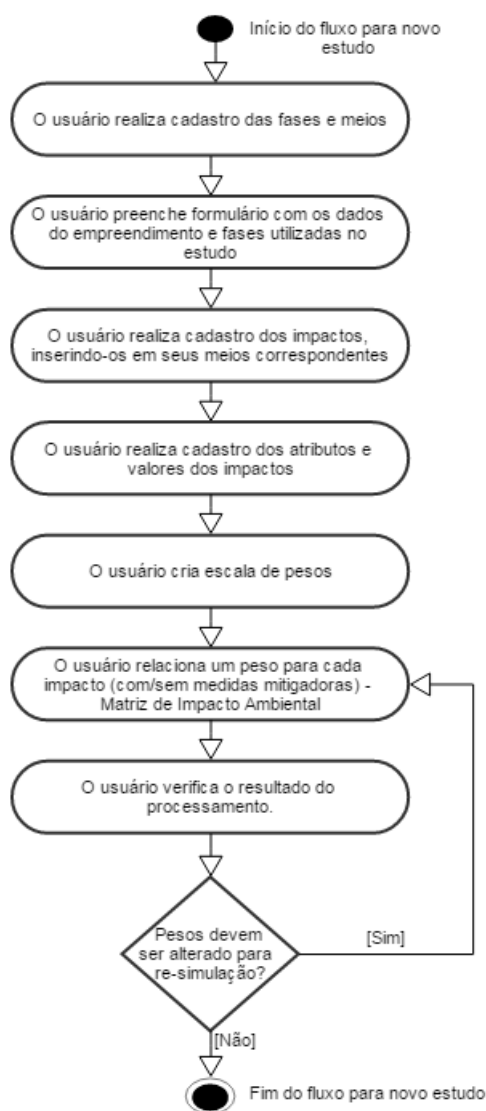 Início do fluxo para novo
estudo
O usuário realiza cadastro das fases e meios
O usuário preenche formulário com os dados
do empreendimento e fases utilizadas no
estudo
O usuário realiza cadastro dos impactos,
inserindo-os em seus meios correspondentes
O usuário realiza cadastro dos atributos e
valores dos impactos
O usuário cria escala de pesos
O usuário relaciona um peso para cada
impacto (com/sem medidas mitigadoras) -
Matriz de Impacto Ambiental
O usuário verifica o resultado do
processamento.
Pesos devem
ser alterado para
re-simulação?
[Sim]
[Não]
Fim do fluxo para novo estudo